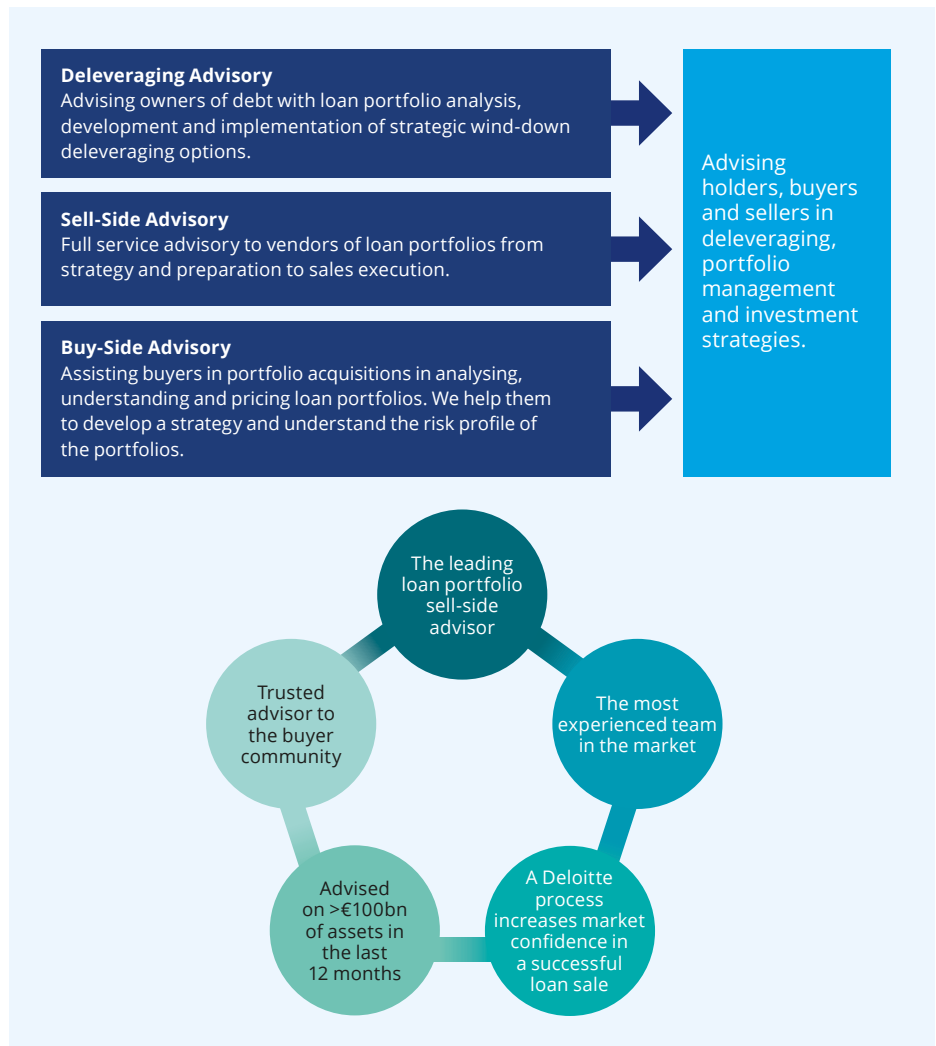 Deleveraging Advisory
Advising owners of debt with loan portfolio analysis,
development and implementation of strategic wind-down
deleveraging options.
Sell-Side Advisory
Full service advisory to vendors of loan portfolios from
strategy and preparation to sales execution.
Buy-Side Advisory
Assisting buyers in portfolio acquisitions in analysing,
understanding and pricing loan portfolios. We help them
to develop a strategy and understand the risk profile of
the portfolios.
Advising
holders, buyers
and sellers in
deleveraging,
portfolio
management
and investment
strategies.
The leading
loan portfolio
sell-side
advisor
The most
experienced team
in the market
A Deloitte
process
increases market
confidence in
a successful
loan sale
Advised
on >€100bn
of assets in
the last
12 months
Trusted
advisor to
the buyer
community